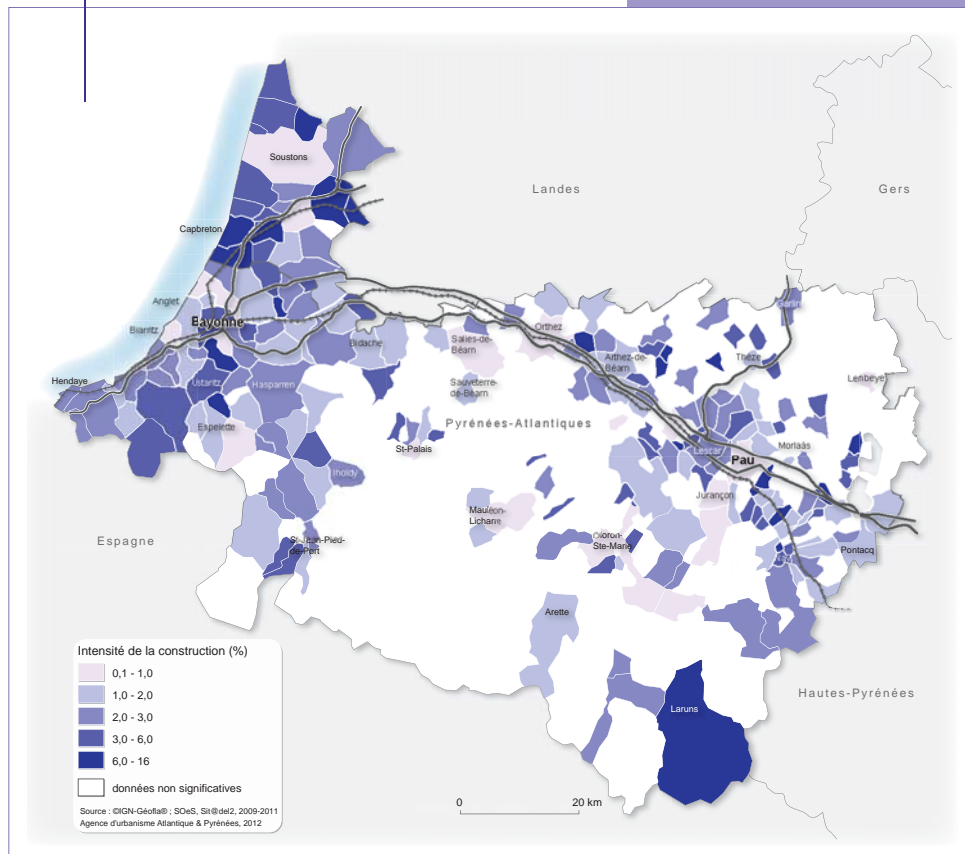 Soustons
Landes
Gers
Capbreton
Anglet
Biarritz
Bayonne
Hendaye
Bidache
Salies-de-
Béarn
Orthez
Arthez-de-
Béarn
Garlin
Thèze
Lembeye
Ustaritz
Hasparren
Sauveterre-
de-Béarn
Espelette
Pyrénées-Atlantiques
St-Palais
Lescar
Pau
Morlaàs
Iholdy
Jurançon
Mauléon-
Licharre
Espagne
St-Jean-Pied-
de-Port
Oloron-
Ste-Marie
Pontacq
Arette
Laruns
Hautes-Pyrénées
Intensité de la construction (%)
0,1 - 1,0
1,0 - 2,0
2,0 - 3,0
3,0 - 6,0
6,0 - 16
données non significatives
Source : ©IGN-Géofla® ; SOeS, Sit@del2, 2009-2011
Agence d'urbanisme Atlantique & Pyrénées, 2012
0 20 km